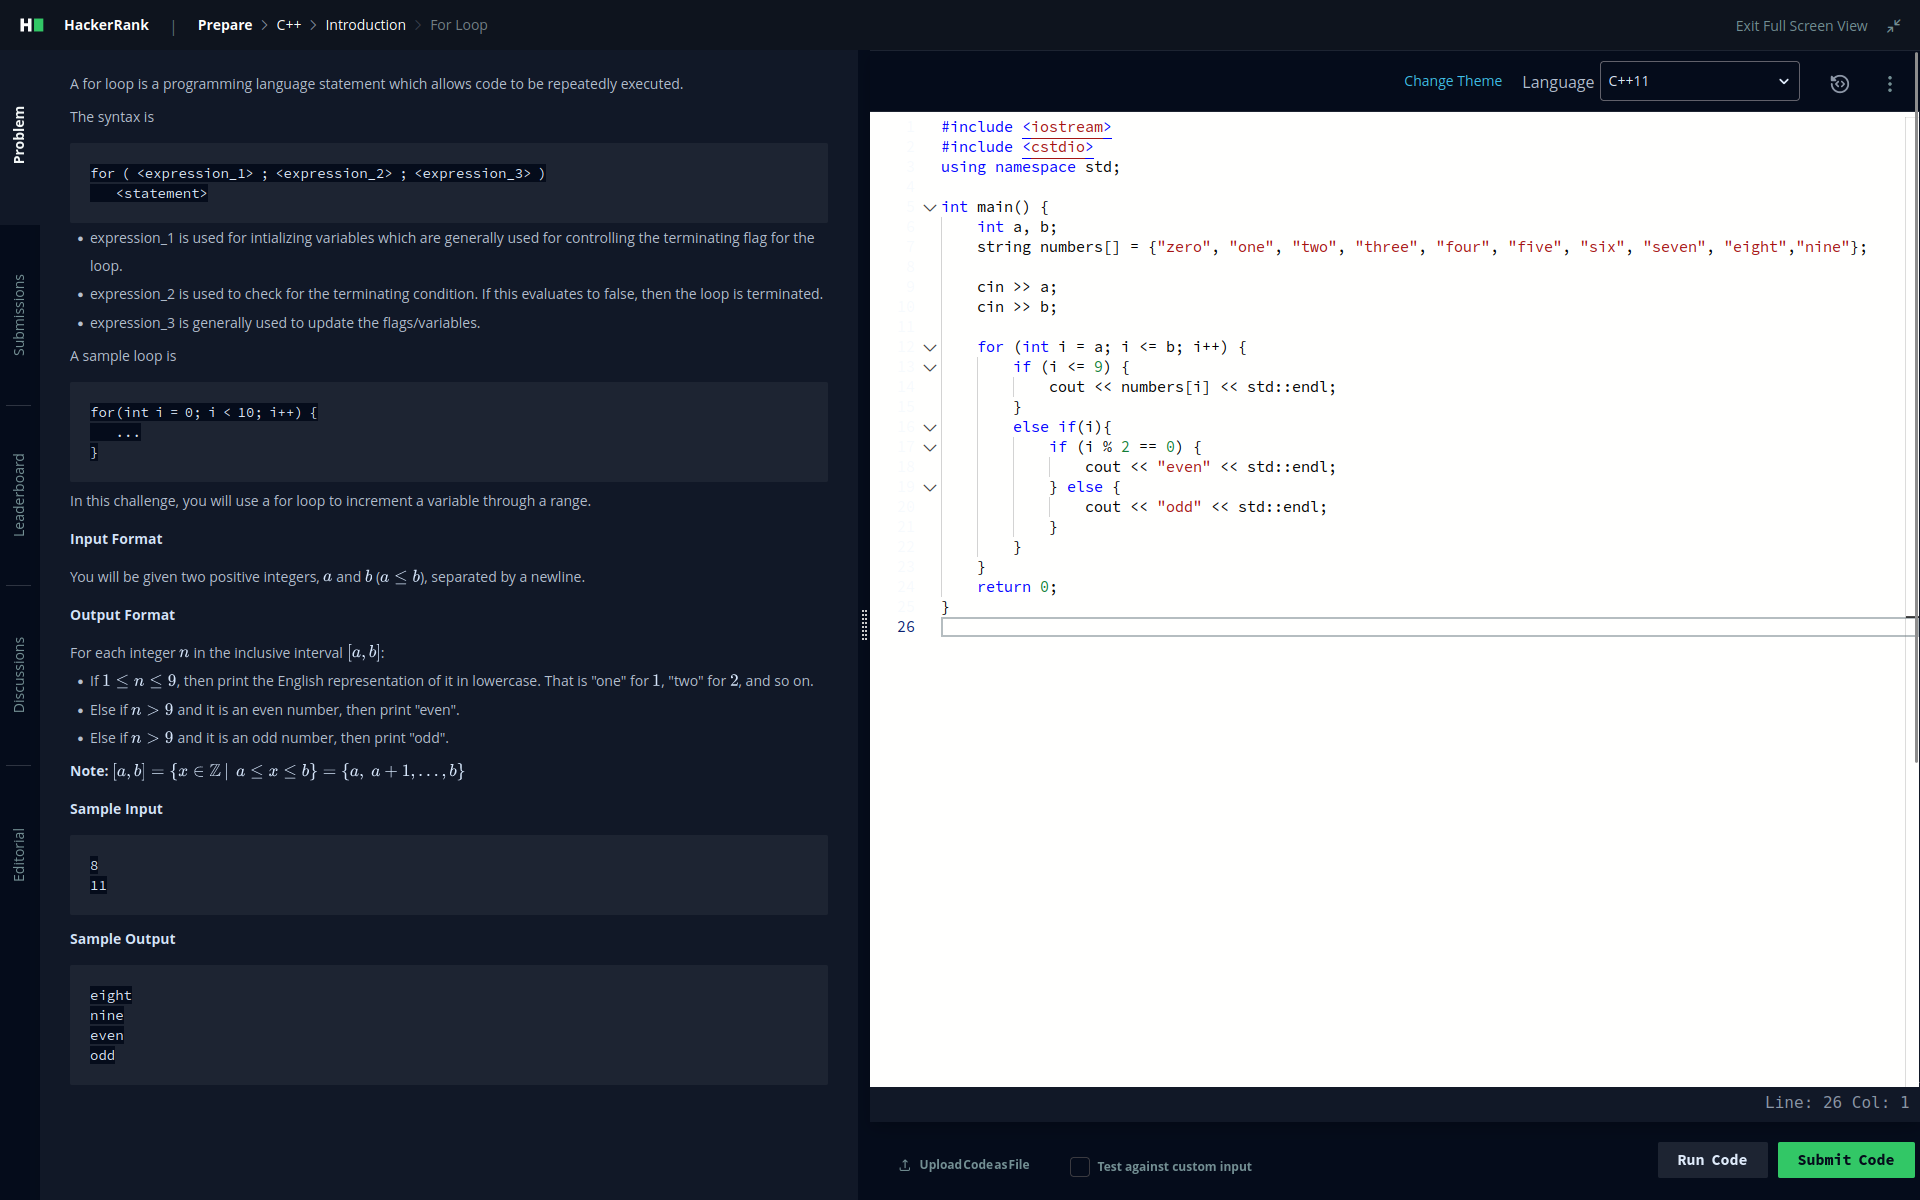 HackerRank | Prepare > C++ > Introduction > For Loop
Exit Full Screen View
Problem
Submissions
Leaderboard
Discussions
Editorial
A for loop is a programming language statement which allows code to be repeatedly executed.
The syntax is
for ( <expression_1> ; <expression_2> ; <expression_3> )
<statement>
• expression_1 is used for intializing variables which are generally used for controlling the terminating flag for the
loop.
• expression_2 is used to check for the terminating condition. If this evaluates to false, then the loop is terminated.
• expression_3 is generally used to update the flags/variables.
A sample loop is
for(int i = 0; i < 10; i++) {
...
}
In this challenge, you will use a for loop to increment a variable through a range.
Input Format
You will be given two positive integers, a and b (a ≤ b), separated by a newline.
Output Format
For each integer n in the inclusive interval [a, b]:
• If 1 ≤ n ≤ 9, then print the English representation of it in lowercase. That is "one" for 1, "two" for 2, and so on.
• Else if n > 9 and it is an even number, then print "even".
• Else if n > 9 and it is an odd number, then print "odd".
Note: [a, b] = {x ∈ ℤ | a ≤ x ≤ b} = {a, a + 1, . . . , b}
Sample Input
8
11
Sample Output
eight
nine
even
odd
Change Theme Language C++11
#include <iostream>
#include <cstdio>
using namespace std;
int main() {
int a, b;
string numbers[] = {"zero", "one", "two", "three", "four", "five", "six", "seven", "eight","nine"};
cin >> a;
cin >> b;
for (int i = a; i <= b; i++) {
if (i <= 9) {
cout << numbers[i] << std::endl;
}
else if(i){
if (i % 2 == 0) {
cout << "even" << std::endl;
} else {
cout << "odd" << std::endl;
}
}
}
return 0;
}
26
Line: 26 Col: 1
Upload Code as File
Test against custom input
Run Code
Submit Code